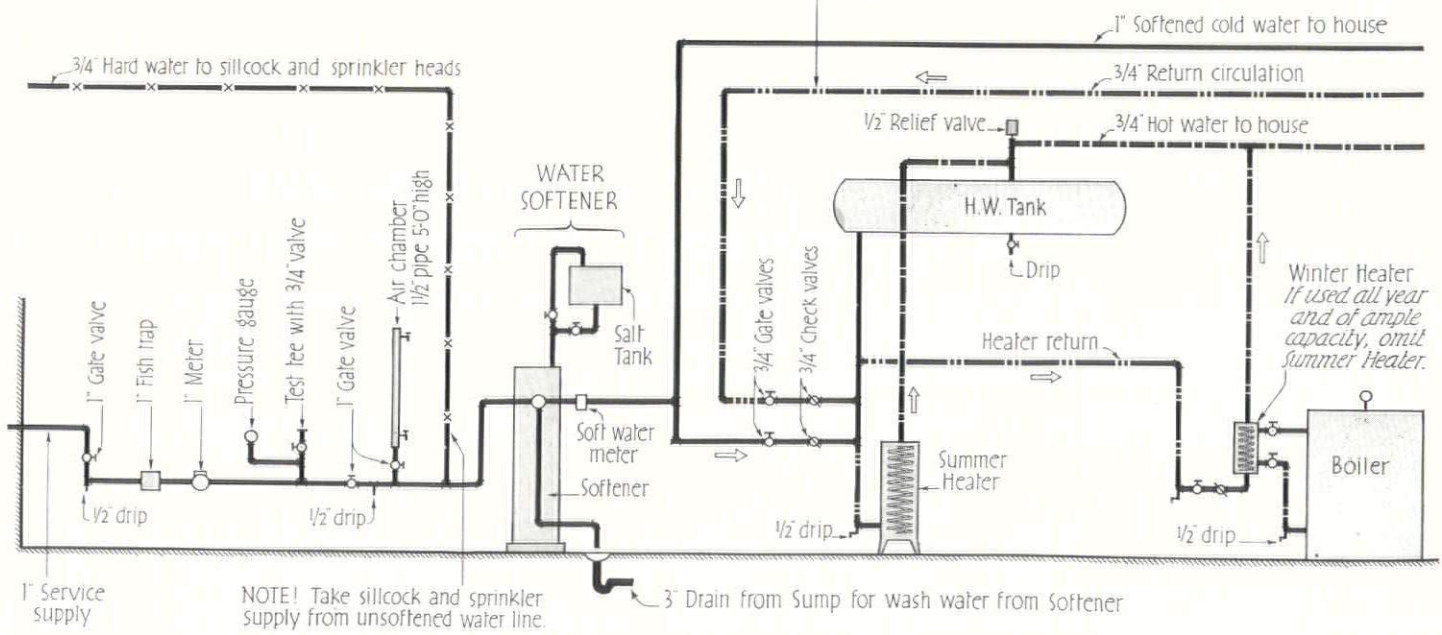 1" Softened cold water to house
3/4" Hard water to sillcock and sprinkler heads
3/4" Return circulation
1/2" Relief valve
3/4" Hot water to house
WATER
SOFTENER
H.W. Tank
Drip
Air chamber
1 1/2" pipe 5'-0" high
1" Gate valve
1" Fish trap
1" Meter
Pressure gauge
Test tee with 3/4" valve
1" Gate valve
Salt
Tank
3/4" Gate valves
3/4" Check valves
Winter Heater
If used all year
and of ample
capacity, omit
Summer Heater.
Heater return
Soft water
meter
Softener
Summer
Heater
Boiler
1/2" drip
1/2" drip
1/2" drip
1/2" drip
1" Service
supply
NOTE! Take sillcock and sprinkler
supply from unsoftened water line.
3" Drain from Sump for wash water from Softener